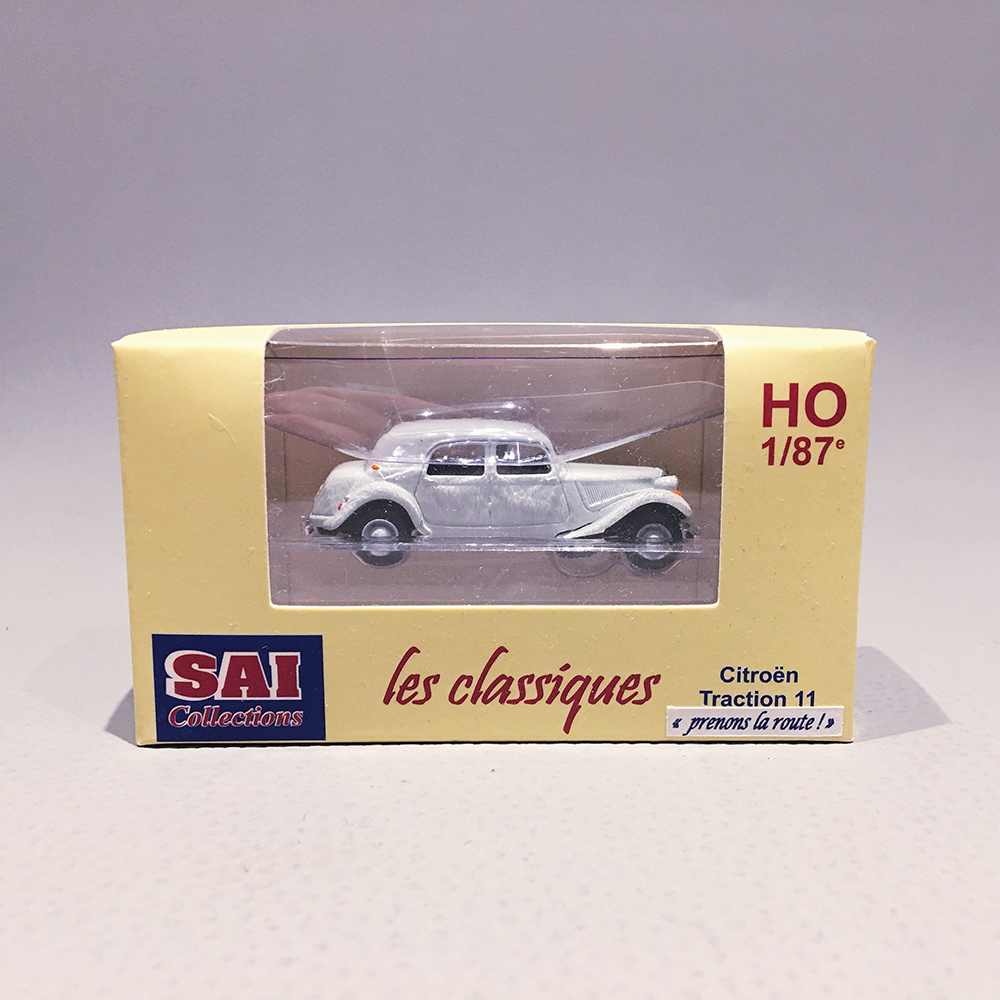 HO
1/87e
SAI
Collections
les classiques
Citroën
Traction 11
« prenons la route ! »